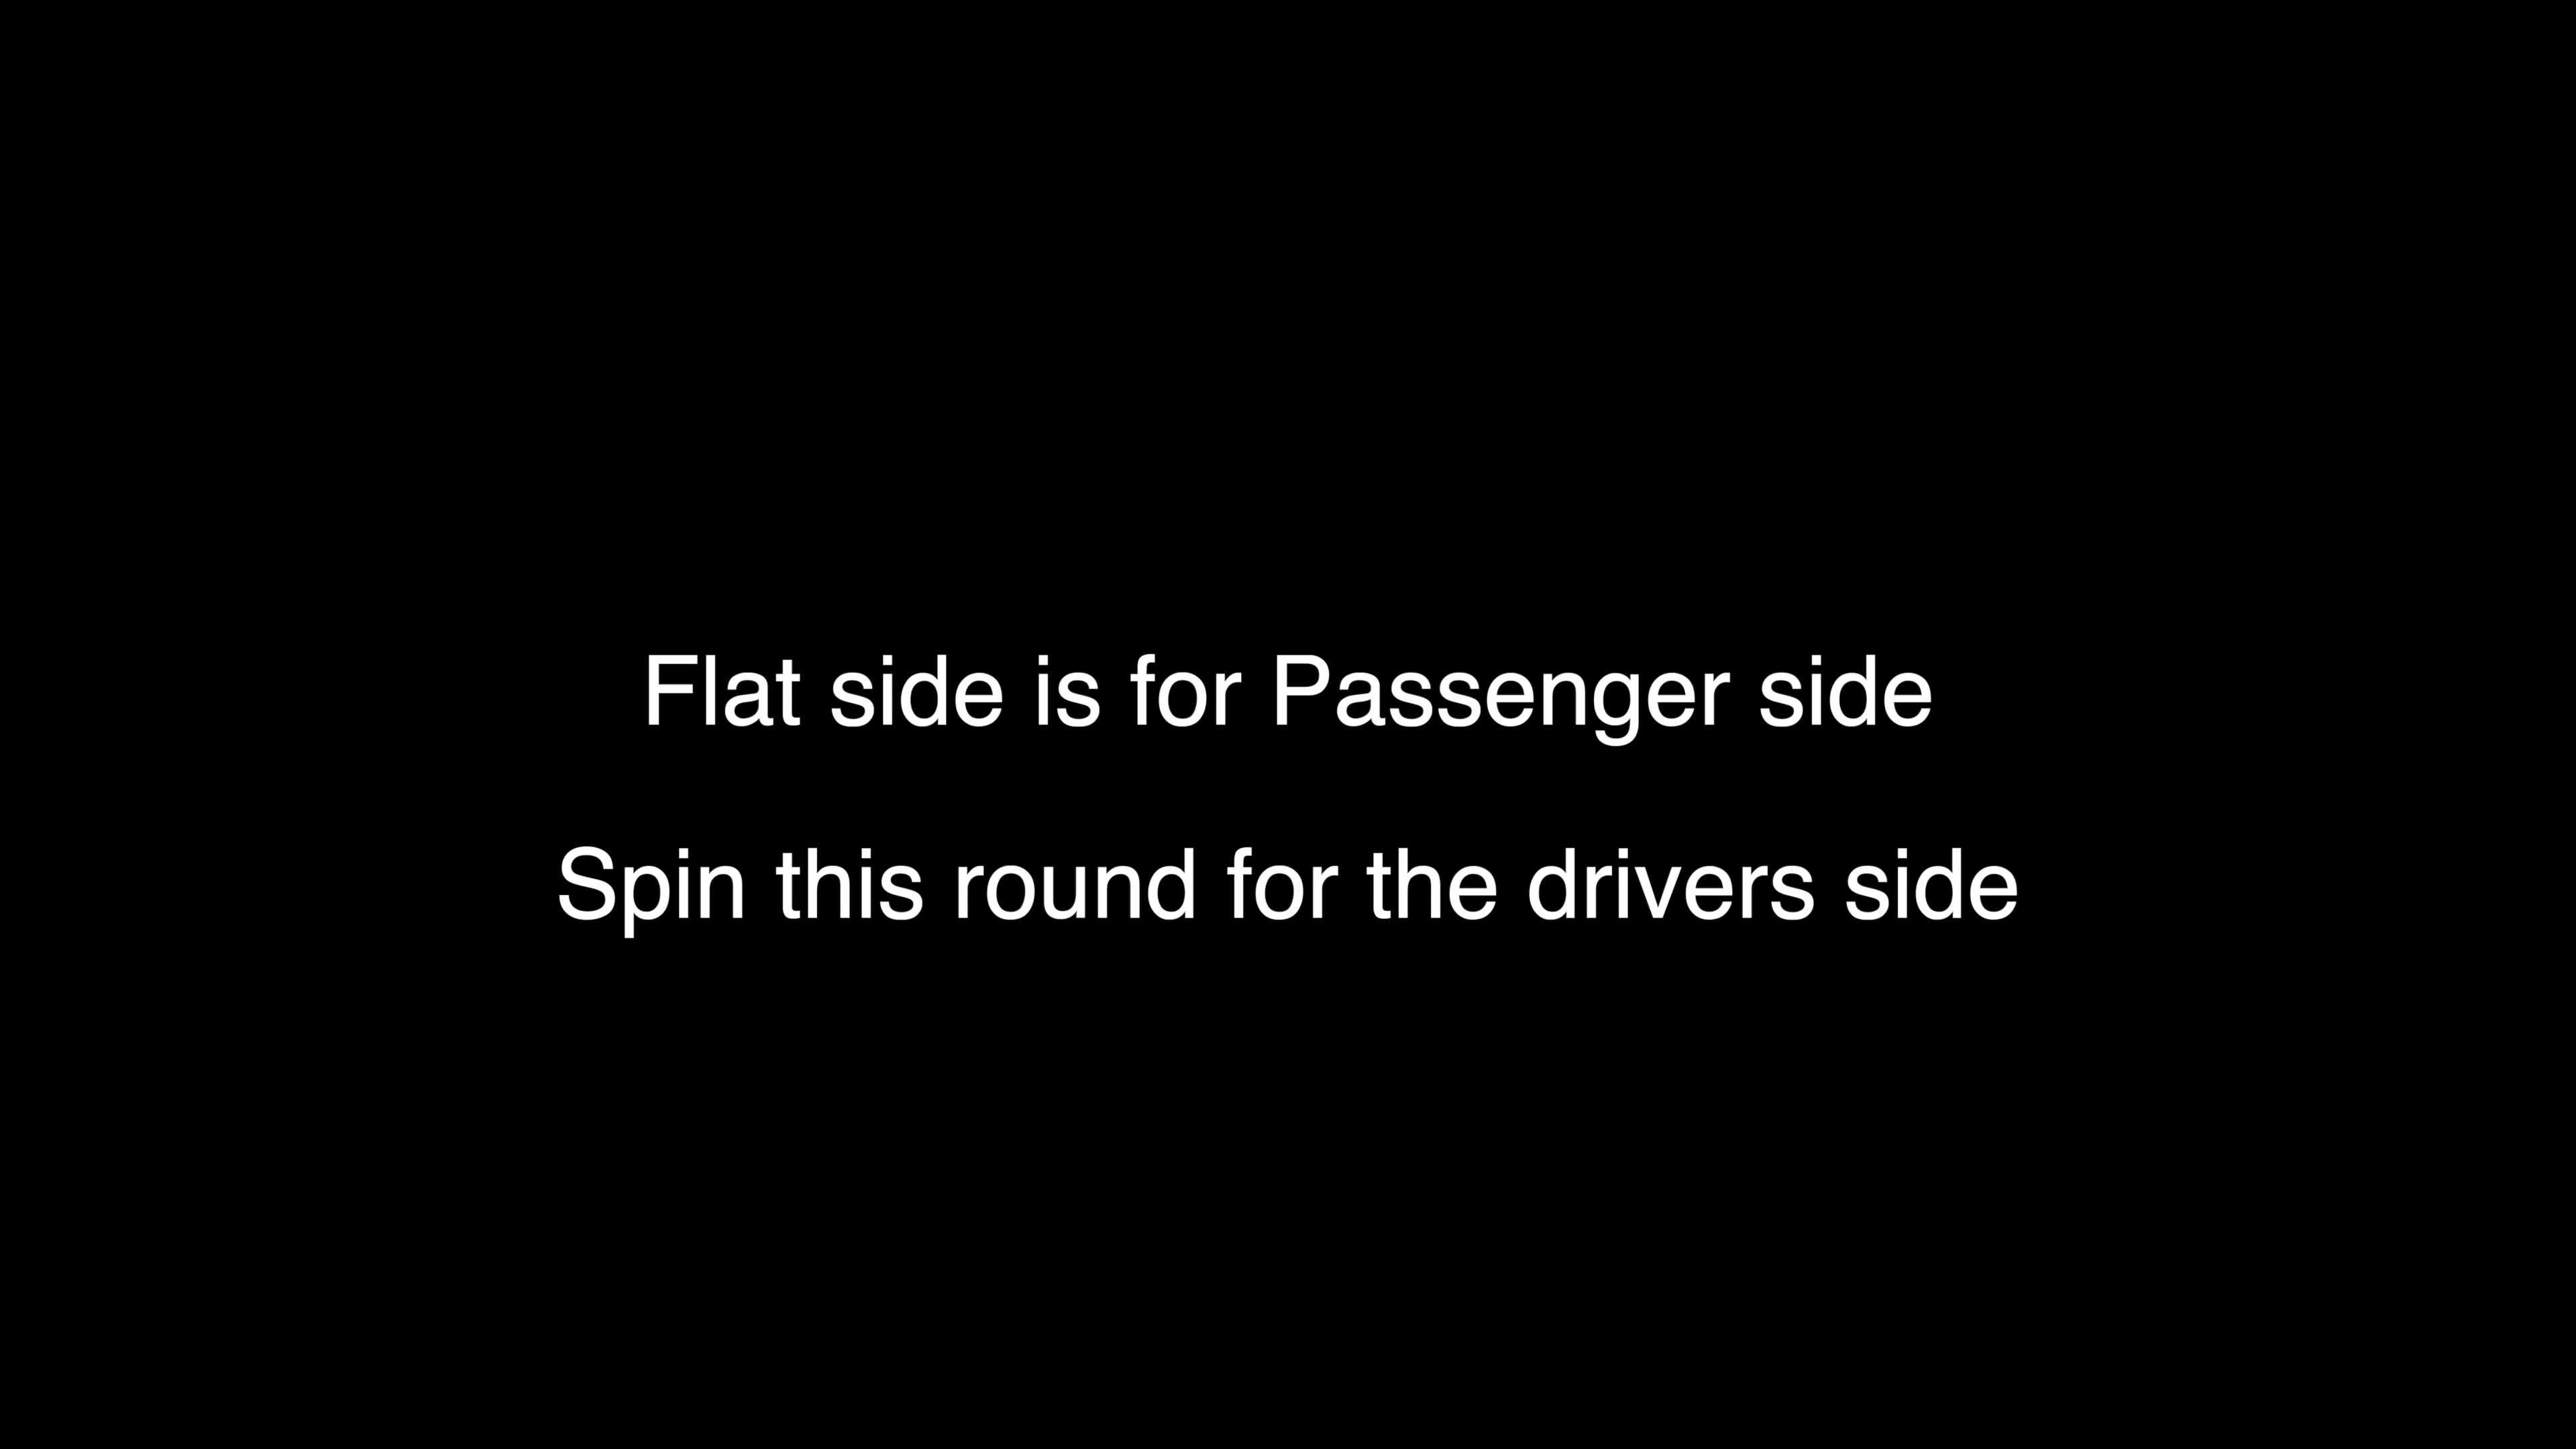 Flat side is for Passenger side
Spin this round for the drivers side